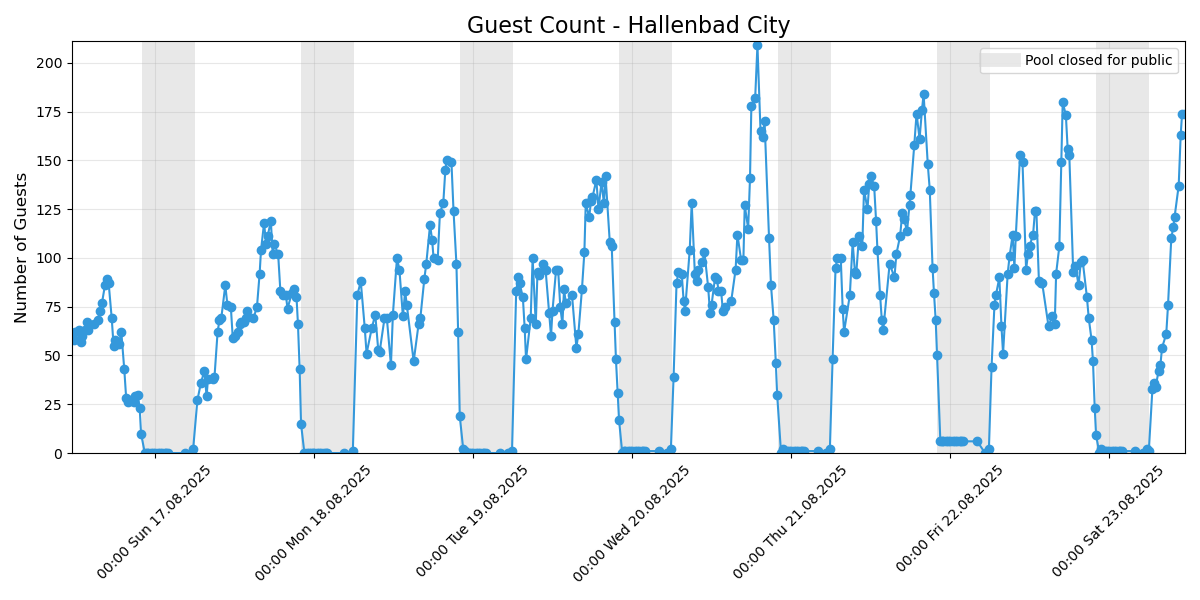 Guest Count - Hallenbad City
Number of Guests
200
175
150
125
100
75
50
25
0
Pool closed for public
00:00 Sun 17.08.2025
00:00 Mon 18.08.2025
00:00 Tue 19.08.2025
00:00 Wed 20.08.2025
00:00 Thu 21.08.2025
00:00 Fri 22.08.2025
00:00 Sat 23.08.2025